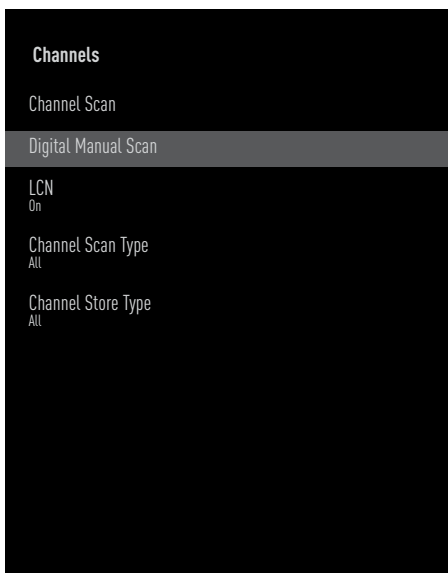 Channels
Channel Scan
Digital Manual Scan
LCN
On
Channel Scan Type
All
Channel Store Type
All